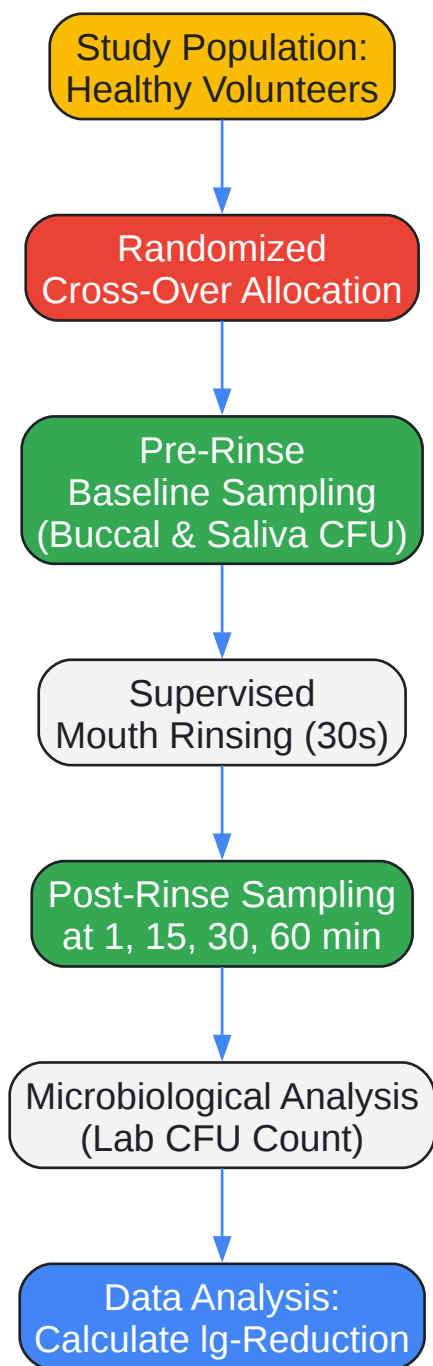 Study Population:
Healthy Volunteers
Randomized
Cross-Over Allocation
Pre-Rinse
Baseline Sampling
(Buccal & Saliva CFU)
Supervised
Mouth Rinsing (30s)
Post-Rinse Sampling
at 1, 15, 30, 60 min
Microbiological Analysis
(Lab CFU Count)
Data Analysis:
Calculate lg-Reduction